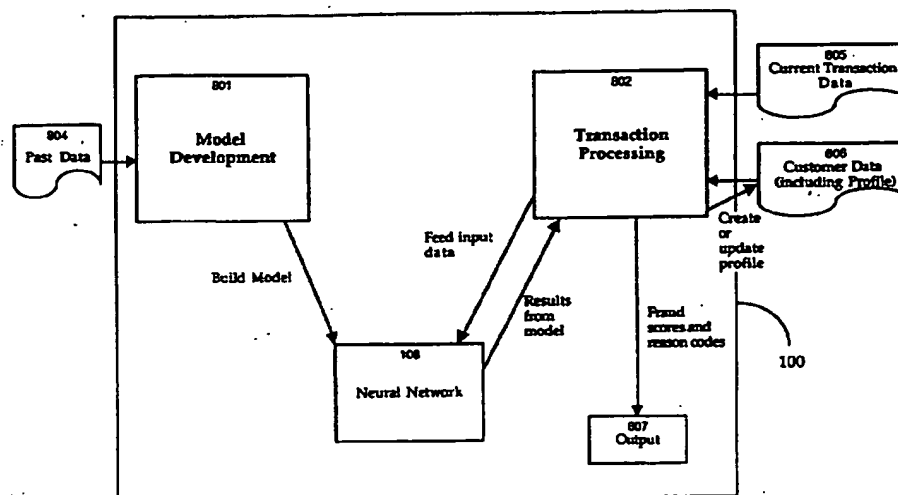 801
Model
Development
804
Past Data
802
Transaction
Processing
805
Current Transaction
Data
806
Customer Data
(including Profile)
Create
or
update
profile
Feed input
data
Build Model
Results
from
model
Fraud
scores and
reason codes
100
108
Neural Network
807
Output